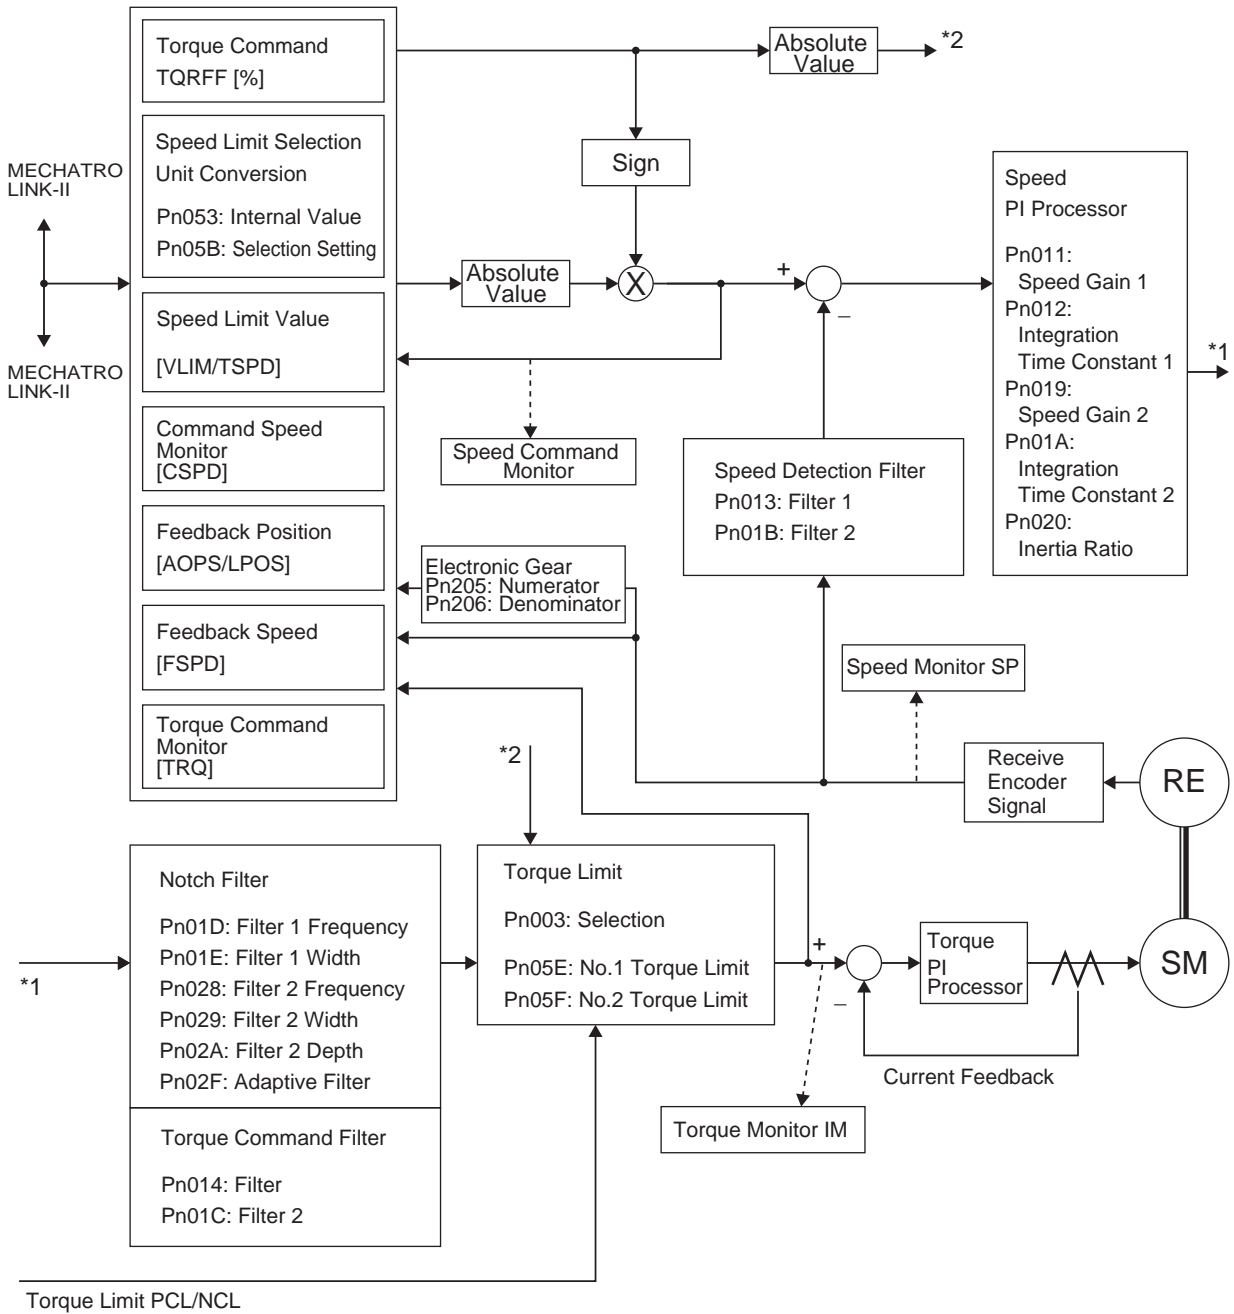 Torque Command
TQRFF [%]
Speed Limit Selection
Unit Conversion
Pn053: Internal Value
Pn05B: Selection Setting
Speed Limit Value
[VLIM/TSPD]
Command Speed
Monitor
[CSPD]
Feedback Position
[AOPS/LPOS]
Feedback Speed
[FSPD]
Torque Command
Monitor
[TRQ]
MECHATRO
LINK-II
MECHATRO
LINK-II
Absolute
Value
*2
Sign
Absolute
Value
X
+
−
Speed Command
Monitor
Electronic Gear
Pn205: Numerator
Pn206: Denominator
Speed Detection Filter
Pn013: Filter 1
Pn01B: Filter 2
Speed
PI Processor
Pn011:
Speed Gain 1
Pn012:
Integration
Time Constant 1
Pn019:
Speed Gain 2
Pn01A:
Integration
Time Constant 2
Pn020:
Inertia Ratio
*1
Speed Monitor SP
Receive
Encoder
Signal
RE
*1
Notch Filter
Pn01D: Filter 1 Frequency
Pn01E: Filter 1 Width
Pn028: Filter 2 Frequency
Pn029: Filter 2 Width
Pn02A: Filter 2 Depth
Pn02F: Adaptive Filter
Torque Command Filter
Pn014: Filter
Pn01C: Filter 2
*2
Torque Limit
Pn003: Selection
Pn05E: No.1 Torque Limit
Pn05F: No.2 Torque Limit
+
−
Torque
PI
Processor
SM
Current Feedback
Torque Monitor IM
Torque Limit PCL/NCL